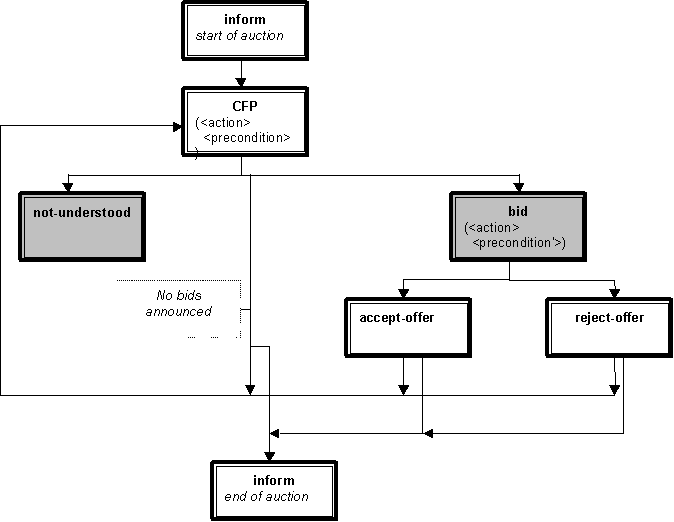 inform
start of auction
CFP
(<action>
<precondition>
)
not-understood
bid
(<action>
<precondition'>)
No bids
announced
accept-offer
reject-offer
inform
end of auction